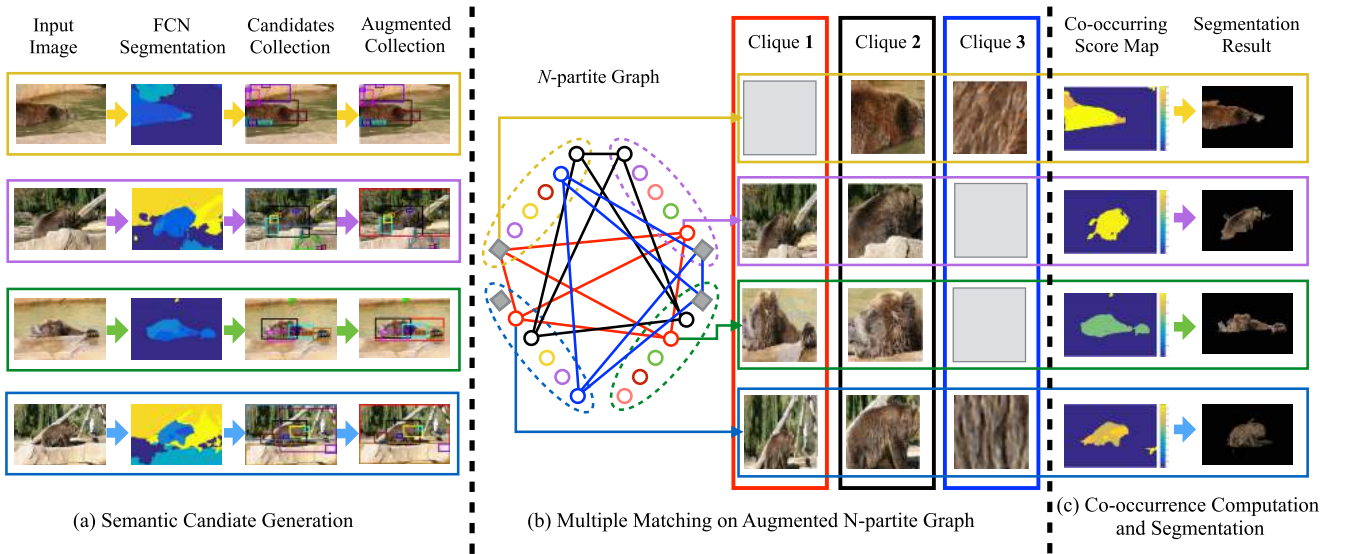 Input
Image
FCN
Segmentation
Candidates
Collection
Augmented
Collection
(a) Semantic Candiate Generation
N-partite Graph
Clique 1
Clique 2
Clique 3
(b) Multiple Matching on Augmented N-partite Graph
Co-occurring
Score Map
Segmentation
Result
(c) Co-occurrence Computation
and Segmentation